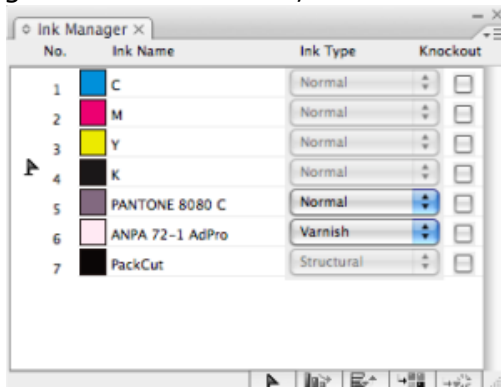 Ink Manager
No. Ink Name Ink Type Knockout
1 C Normal
2 M Normal
3 Y Normal
4 K Normal
5 PANTONE 8080 C Normal
6 ANPA 72-1 AdPro Varnish
7 PackCut Structural